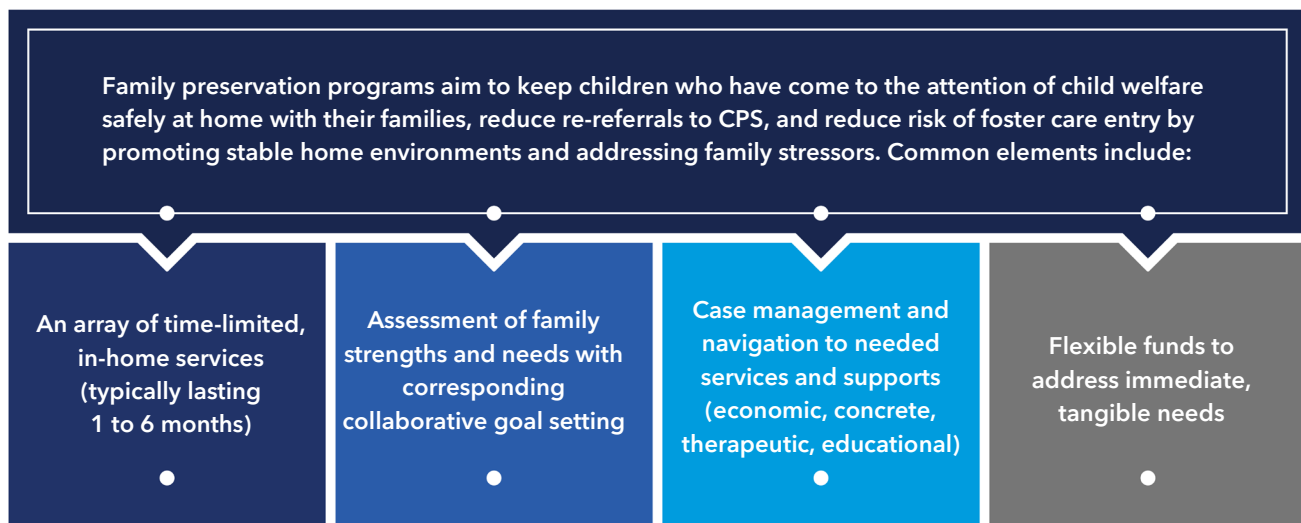 Family preservation programs aim to keep children who have come to the attention of child welfare
safely at home with their families, reduce re-referrals to CPS, and reduce risk of foster care entry by
promoting stable home environments and addressing family stressors. Common elements include:
An array of time-limited,
in-home services
(typically lasting
1 to 6 months)
Assessment of family
strengths and needs with
corresponding
collaborative goal setting
Case management and
navigation to needed
services and supports
(economic, concrete,
therapeutic, educational)
Flexible funds to
address immediate,
tangible needs